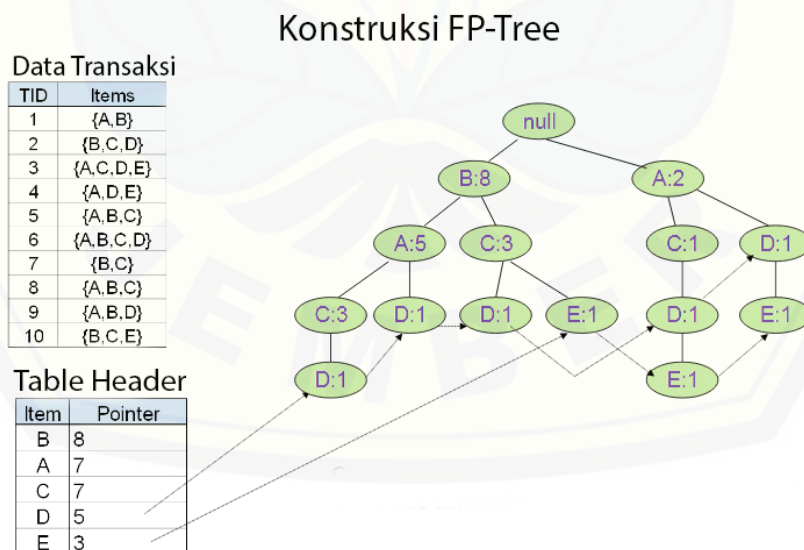 Konstruksi FP-Tree
Data Transaksi
TID Items
1 {A,B}
2 {B,C,D}
3 {A,C,D,E}
4 {A,D,E}
5 {A,B,C}
6 {A,B,C,D}
7 {B,C}
8 {A,B,C}
9 {A,B,D}
10 {B,C,E}
null
B:8 A:2
A:5 C:3 C:1 D:1
C:3 D:1 D:1 E:1 D:1 E:1
D:1 E:1
Table Header
Item Pointer
B 8
A 7
C 7
D 5
E 3